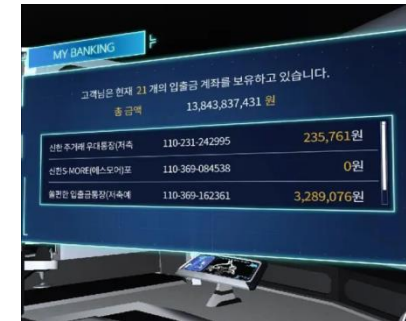 MY BANKING
고객님은 현재 21 개의 입출금 계좌를 보유하고 있습니다.
총 금액 13,843,837,431 원
신한 주거래 우대통장(저축 110-231-242995 235,761원
신한S-MORE(에스모어)포 110-369-084538 0원
쏠편한 입출금통장(저축예 110-369-162361 3,289,076원